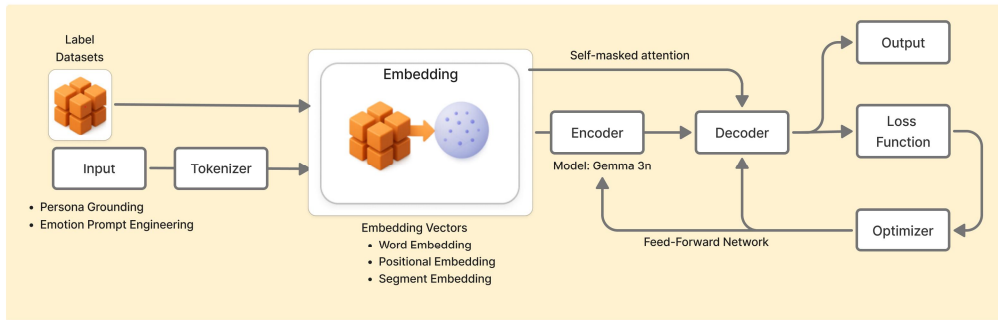 Label
Datasets
Input
Tokenizer
• Persona Grounding
• Emotion Prompt Engineering
Embedding
Embedding Vectors
• Word Embedding
• Positional Embedding
• Segment Embedding
Self-masked attention
Encoder
Model: Gemma 3n
Decoder
Feed-Forward Network
Output
Loss
Function
Optimizer